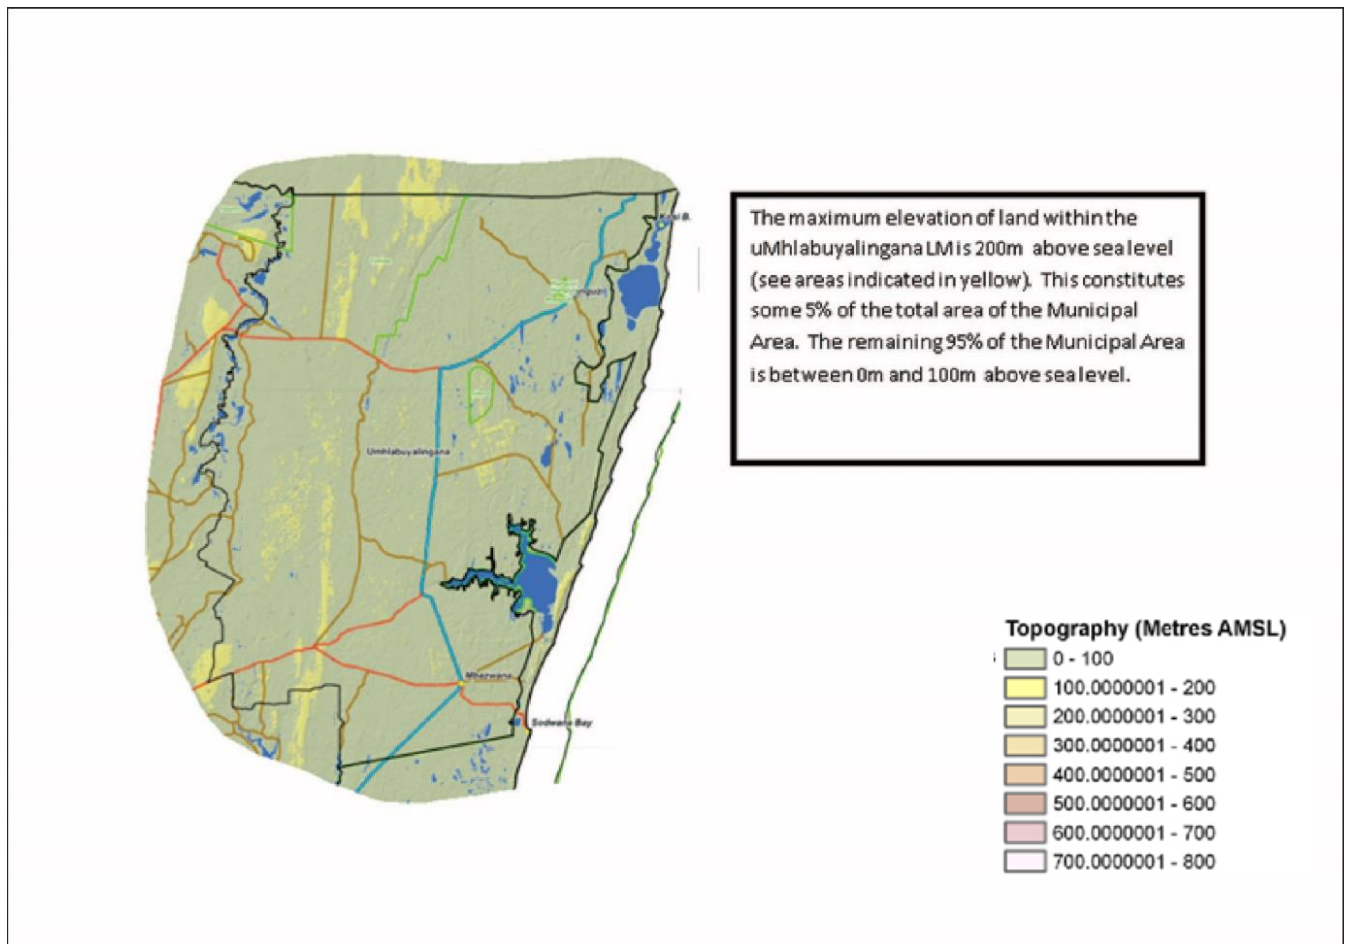 Kosi B.
Umhlabuyalingana
Mbazwana
Sodwana Bay
The maximum elevation of land within the
uMhlabuyalingana LM is 200m above sea level
(see areas indicated in yellow). This constitutes
some 5% of the total area of the Municipal
Area. The remaining 95% of the Municipal Area
is between 0m and 100m above sea level.
Topography (Metres AMSL)
0 - 100
100.0000001 - 200
200.0000001 - 300
300.0000001 - 400
400.0000001 - 500
500.0000001 - 600
600.0000001 - 700
700.0000001 - 800